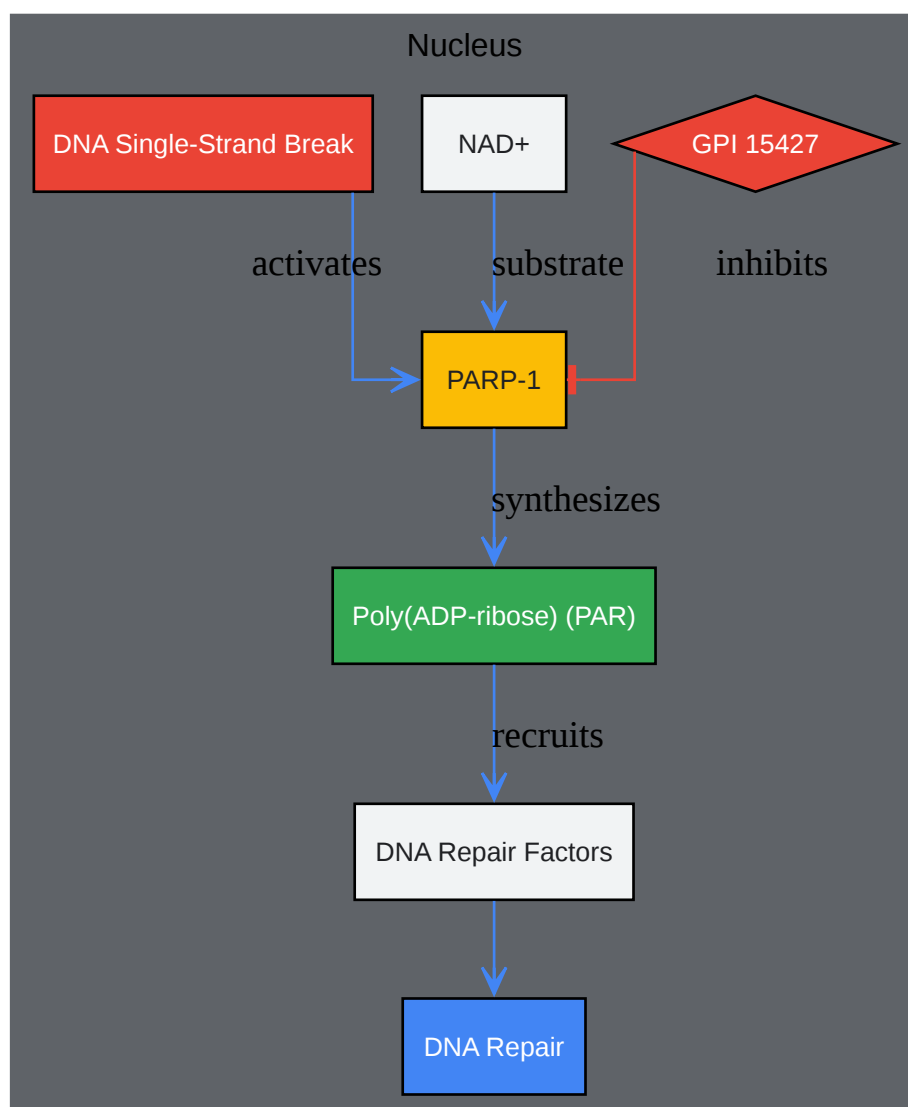 Nucleus
DNA Single-Strand Break
NAD+
GPI 15427
activates
substrate
inhibits
PARP-1
synthesizes
Poly(ADP-ribose) (PAR)
recruits
DNA Repair Factors
DNA Repair